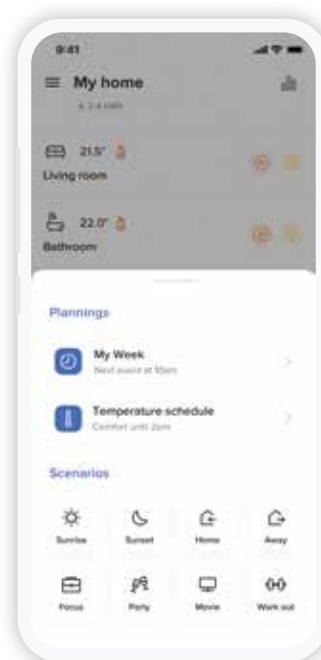 9:41
My home
21.5°
Living room
22.0°
Bathroom
Plannings
My Week
Next event at 10am
Temperature schedule
Comfort until 2pm
Scenarios
Sunrise Sunset Home Away
Focus Party Movie Work out